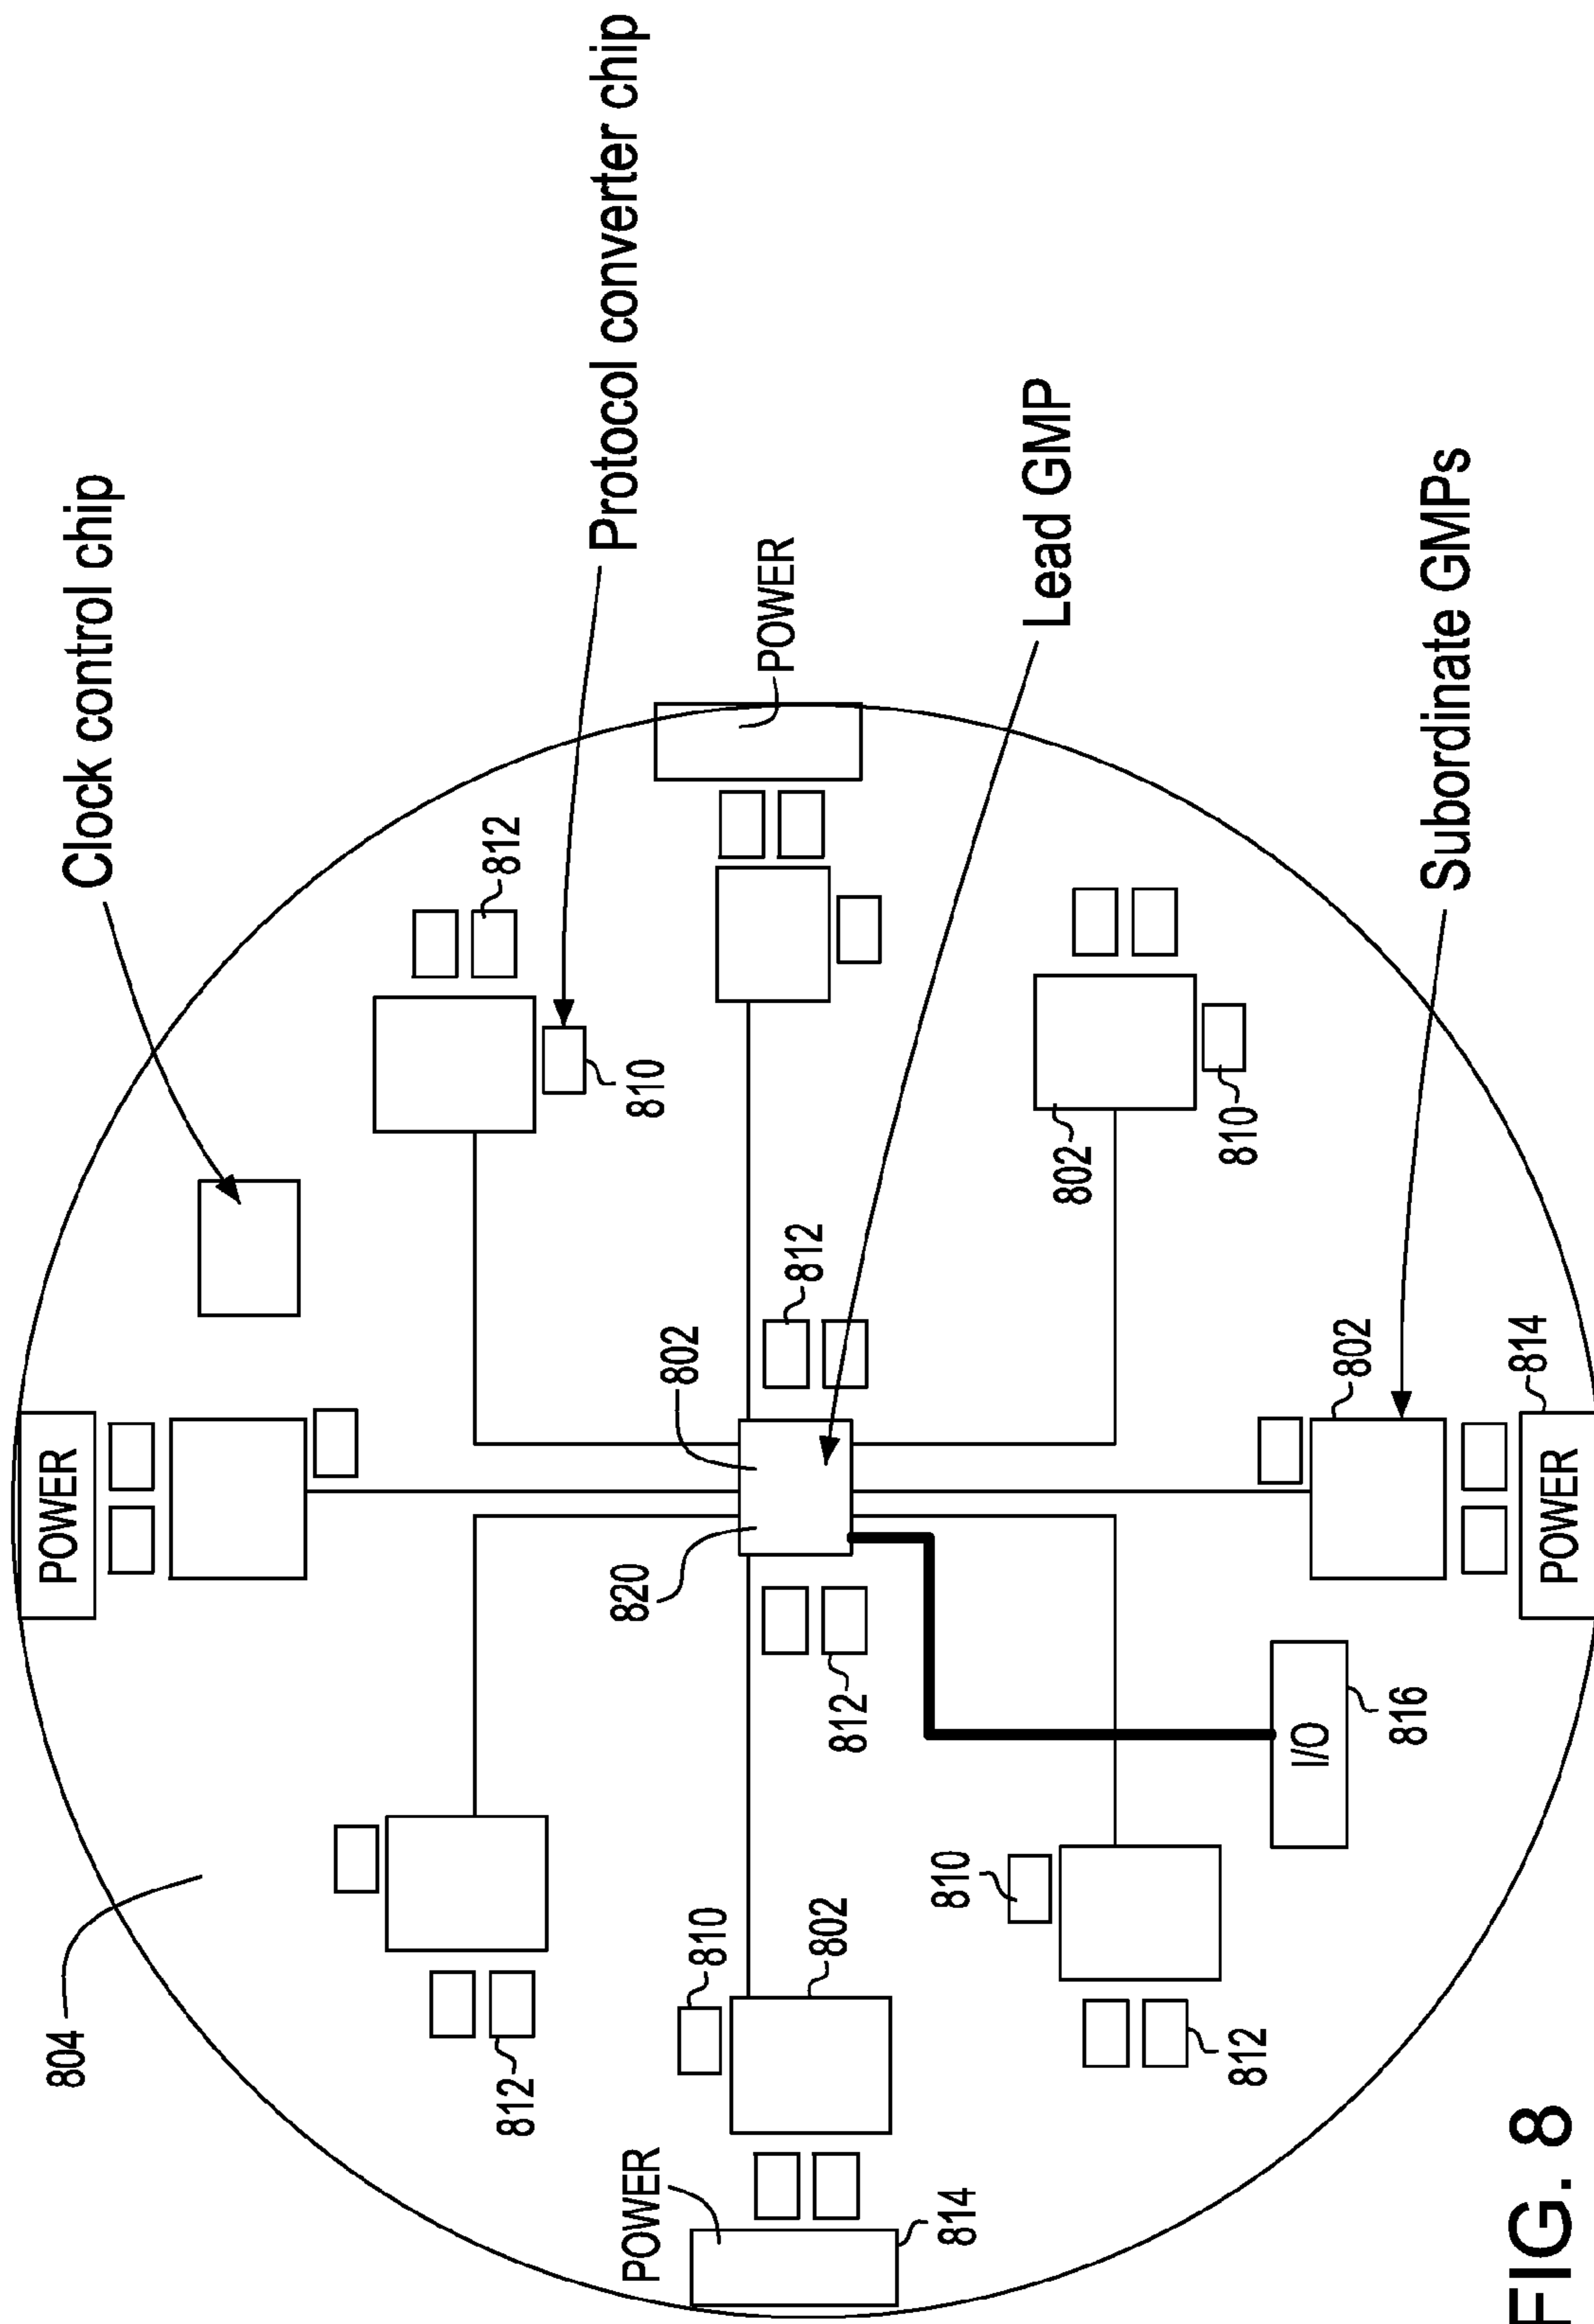 804
POWER
Clock control chip
812
812
Protocol converter chip
POWER
820
810
802
810
POWER
812
802
812
814
810
Lead GMP
802
812
810
I/O
802
816
Subordinate GMPs
814
POWER
FIG. 8